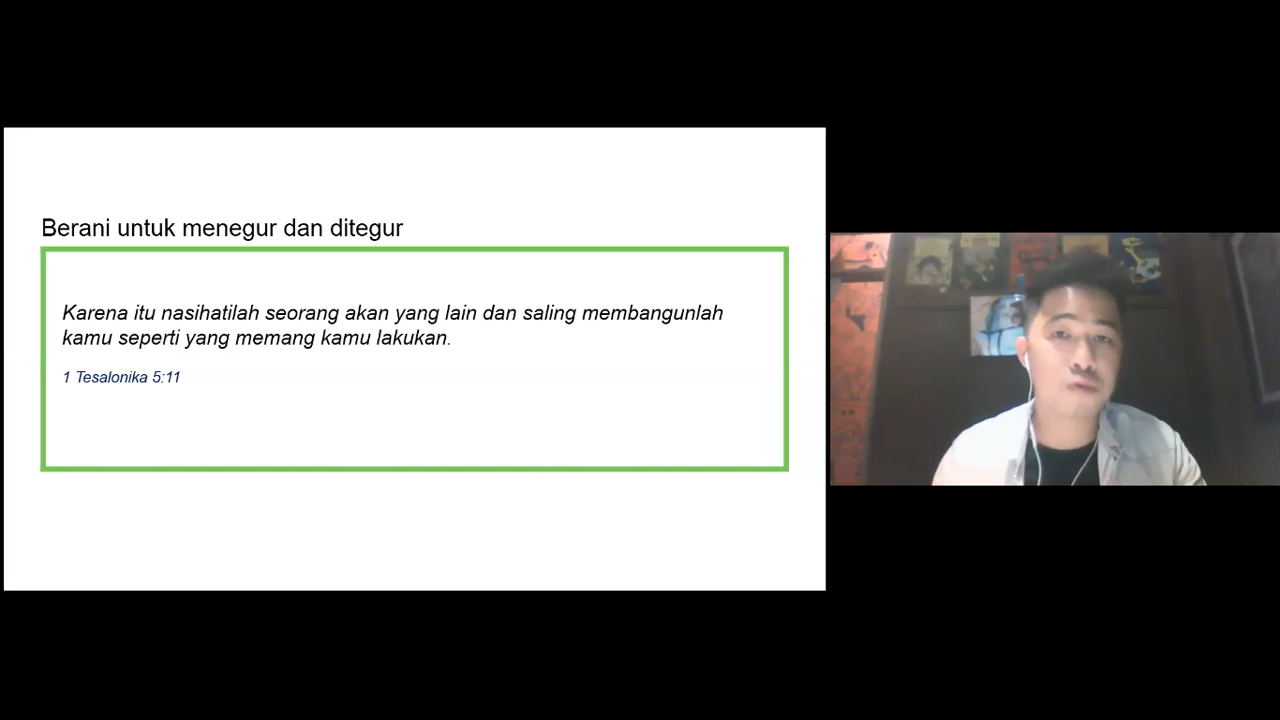 Berani untuk menegur dan ditegur
Karena itu nasihatilah seorang akan yang lain dan saling membangunlah
kamu seperti yang memang kamu lakukan.
1 Tesalonika 5:11